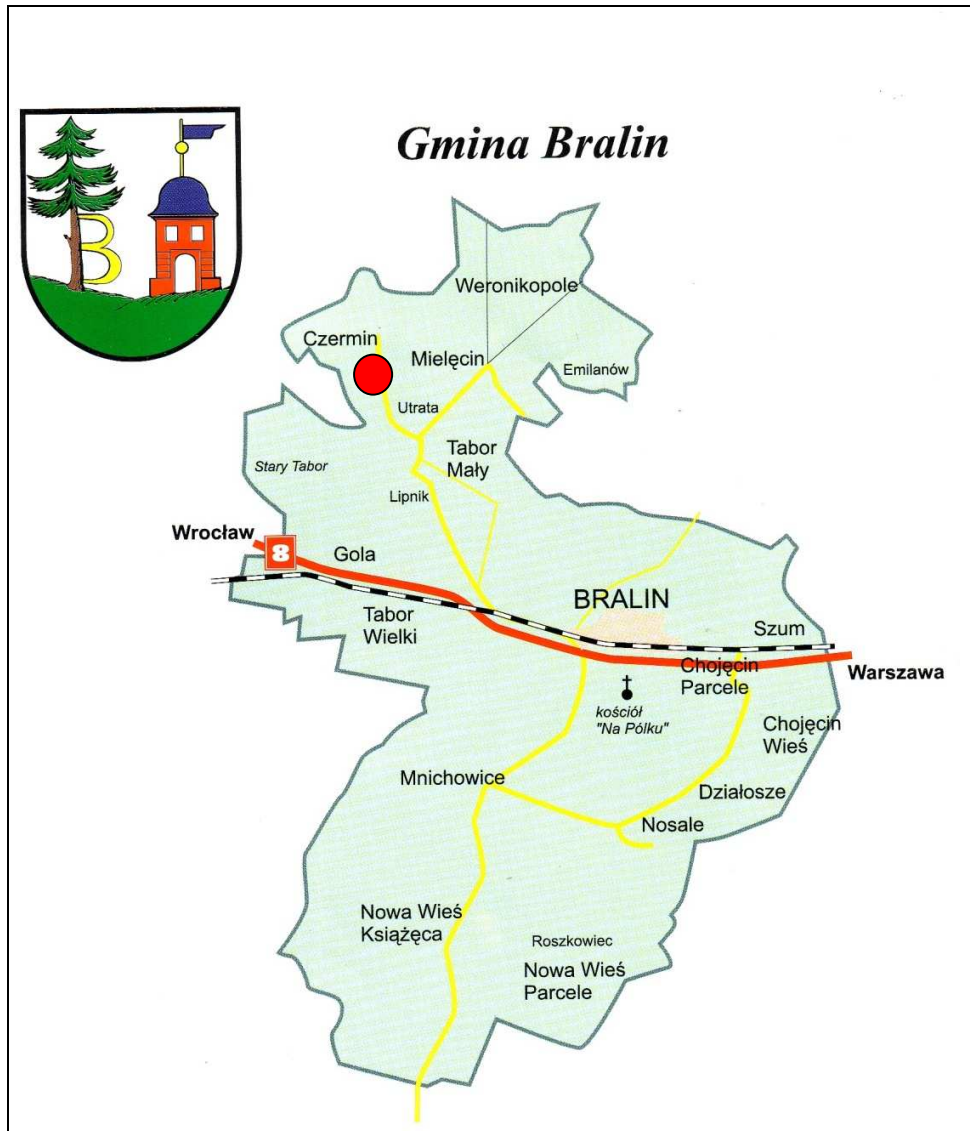 Gmina Bralin
B
Weronikopole
Czermin
Mielęcin
Emilanów
Utrata
Tabor
Mały
Stary Tabor
Lipnik
Wrocław
8
Gola
BRALIN
Tabor
Wielki
Szum
Chojęcin
Parcele
Warszawa
kościół
"Na Pólku"
Chojęcin
Wieś
Mnichowice
Działosze
Nosale
Nowa Wieś
Książęca
Roszkowiec
Nowa Wieś
Parcele